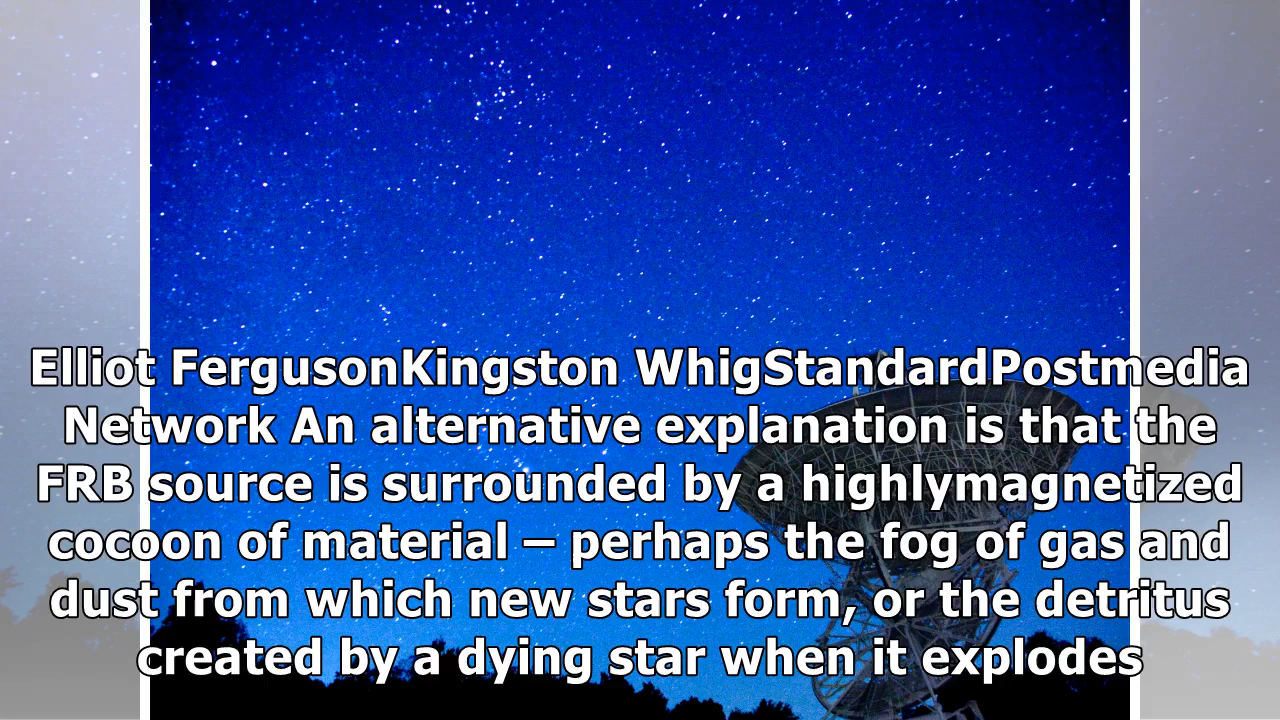 Elliot FergusonKingston WhigStandardPostmedia
Network An alternative explanation is that the
FRB source is surrounded by a highlymagnetized
cocoon of material – perhaps the fog of gas and
dust from which new stars form, or the detritus
created by a dying star when it explodes